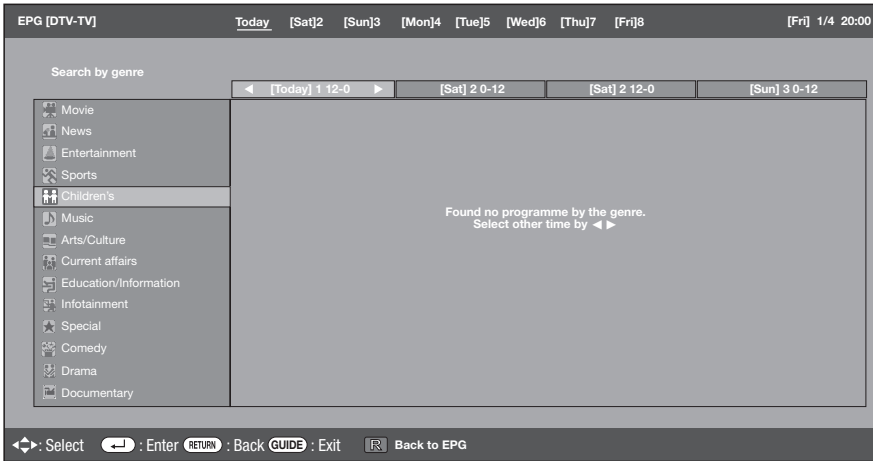 EPG [DTV-TV] Today [Sat]2 [Sun]3 [Mon]4 [Tue]5 [Wed]6 [Thu]7 [Fri]8 [Fri] 1/4 20:00
Search by genre
◀ [Today] 1 12-0 ▶ [Sat] 2 0-12 [Sat] 2 12-0 [Sun] 3 0-12
Movie
News
Entertainment
Sports
Children's
Music
Arts/Culture
Current affairs
Education/Information
Infotainment
Special
Comedy
Drama
Documentary
Found no programme by the genre.
Select other time by ◀ ▶
: Select : Enter RETURN : Back GUIDE : Exit R Back to EPG